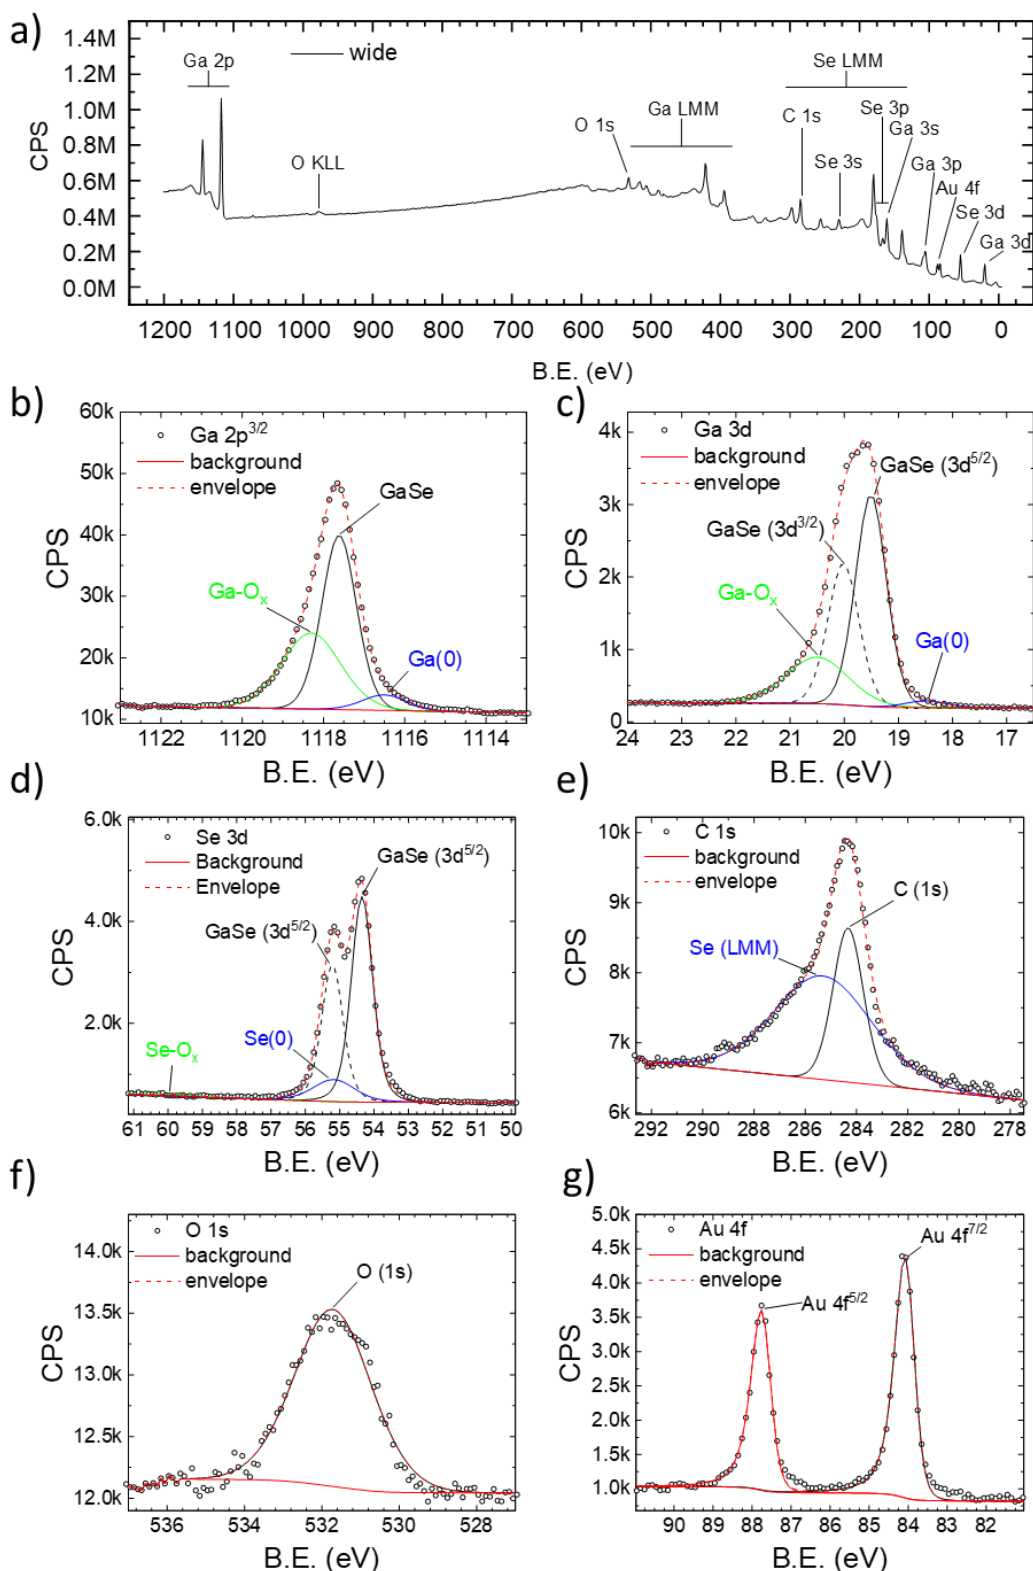 a)
1.4M
1.2M
1.0M
0.8M
0.6M
0.4M
0.2M
0.0M
CPS
Ga 2p
wide
O KLL
O 1s
Ga LMM
C 1s
Se LMM
Se 3p
Ga 3s
Se 3s
Ga 3p
Au 4f
Se 3d
Ga 3d
1200 1100 1000 900 800 700 600 500 400 300 200 100 0
B.E. (eV)
b)
60k
50k
40k
30k
20k
10k
CPS
Ga 2p3/2
background
envelope
GaSe
Ga-Ox
Ga(0)
1122 1120 1118 1116 1114
B.E. (eV)
c)
4k
3k
2k
1k
0
CPS
Ga 3d
background
envelope
GaSe (3d5/2)
GaSe (3d3/2)
Ga-Ox
Ga(0)
24 23 22 21 20 19 18 17
B.E. (eV)
d)
6.0k
4.0k
2.0k
CPS
Se 3d
Background
Envelope
GaSe (3d5/2)
GaSe (3d5/2)
Se(0)
Se-Ox
61 60 59 58 57 56 55 54 53 52 51 50
B.E. (eV)
e)
10k
9k
8k
7k
6k
CPS
C 1s
background
envelope
C (1s)
Se (LMM)
292 290 288 286 284 282 280 278
B.E. (eV)
f)
14.0k
13.5k
13.0k
12.5k
12.0k
CPS
O 1s
background
envelope
O (1s)
536 534 532 530 528
B.E. (eV)
g)
5.0k
4.5k
4.0k
3.5k
3.0k
2.5k
2.0k
1.5k
1.0k
CPS
Au 4f
background
envelope
Au 4f7/2
Au 4f5/2
90 89 88 87 86 85 84 83 82
B.E. (eV)